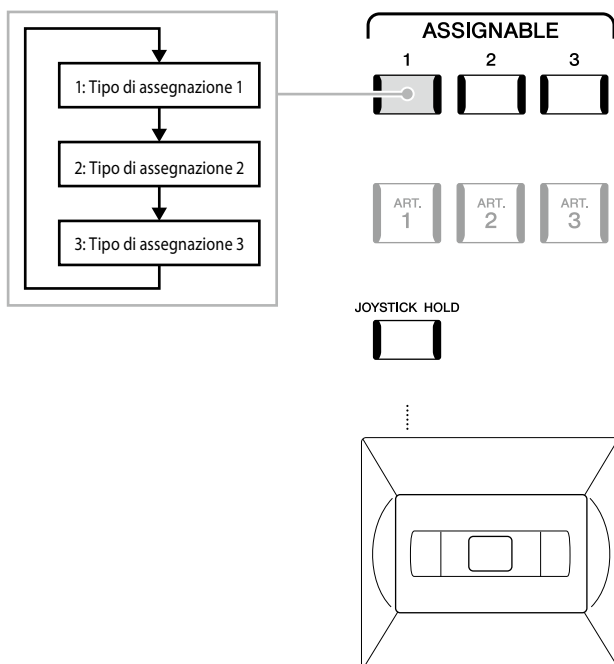 1: Tipo di assegnazione 1
2: Tipo di assegnazione 2
3: Tipo di assegnazione 3
ASSIGNABLE
1 2 3
ART. 1 ART. 2 ART. 3
JOYSTICK HOLD